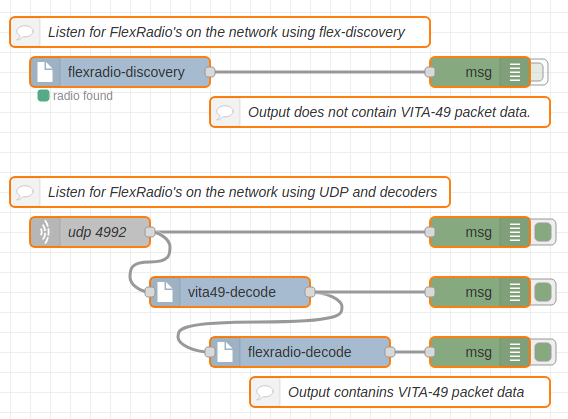 Listen for FlexRadio's on the network using flex-discovery
flexradio-discovery
msg
radio found
Output does not contain VITA-49 packet data.
Listen for FlexRadio's on the network using UDP and decoders
udp 4992
msg
vita49-decode
msg
flexradio-decode
msg
Output contanins VITA-49 packet data